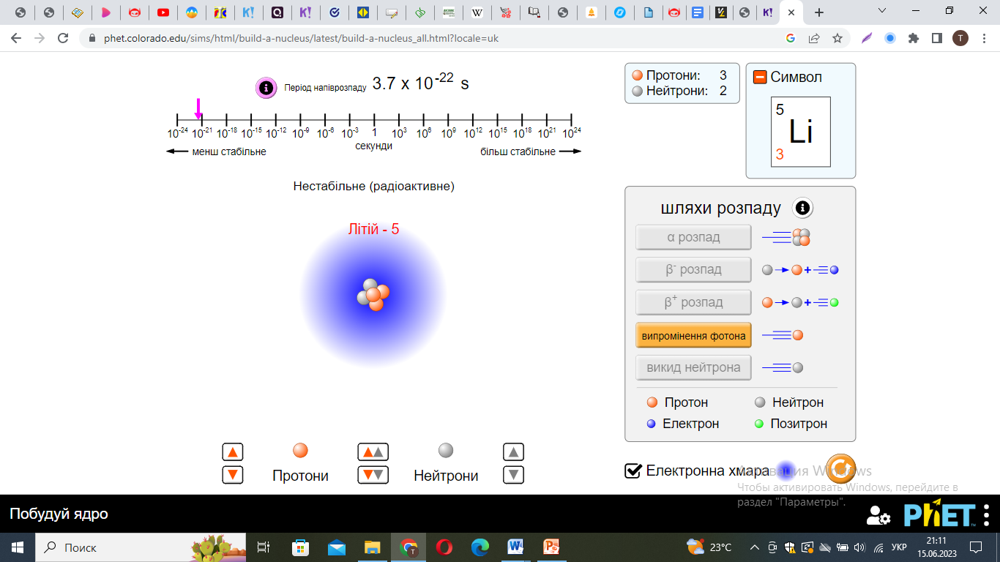 phet.colorado.edu/sims/html/build-a-nucleus/latest/build-a-nucleus_all.html?locale=uk
T
Період напіврозпаду 3.7 x 10^-22 s
10^-24 10^-21 10^-18 10^-15 10^-12 10^-9 10^-6 10^-3 1 10^3 10^6 10^9 10^12 10^15 10^18 10^21 10^24
секунди
менш стабільне більш стабільне
Нестабільне (радіоактивне)
Літій - 5
Протони: 3
Нейтрони: 2
Символ
5
Li
3
шляхи розпаду
α розпад
β- розпад
β+ розпад
випромінення фотона
викид нейтрона
Протон Нейтрон
Електрон Позитрон
Протони Нейтрони
Електронна хмара
Активация Windows
Чтобы активировать Windows, перейдите в
раздел "Параметры".
Побудуй ядро
PhET
Поиск
23°C
УКР
21:11
15.06.2023